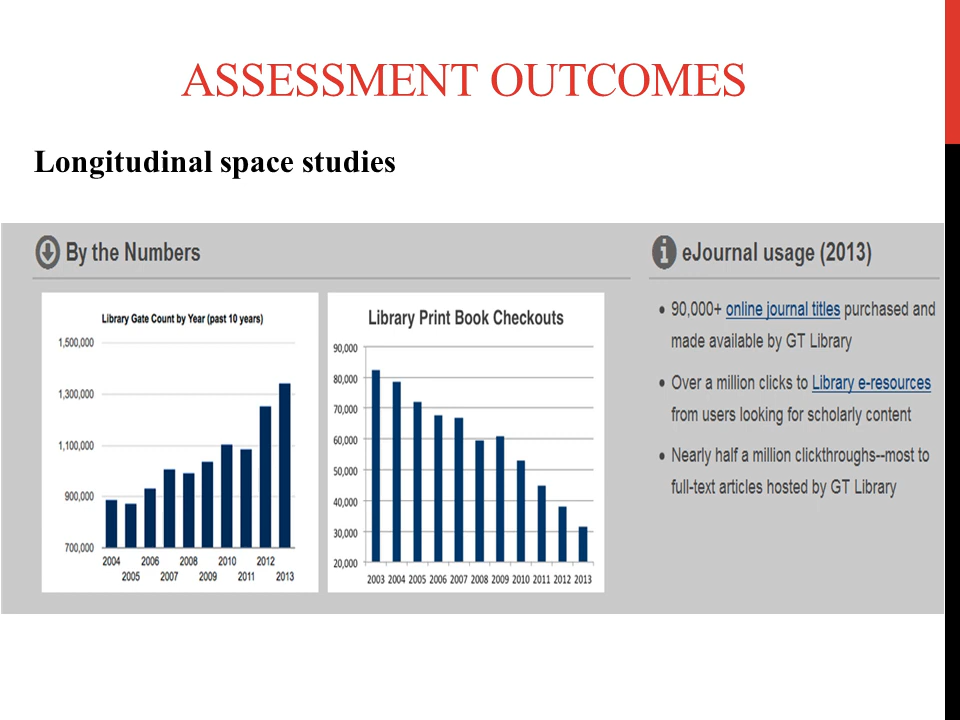 ASSESSMENT OUTCOMES
Longitudinal space studies
By the Numbers
Library Gate Count by Year (past 10 years)
1,500,000
1,300,000
1,100,000
900,000
700,000
2004 2006 2008 2010 2012
2005 2007 2009 2011 2013
Library Print Book Checkouts
90,000
80,000
70,000
60,000
50,000
40,000
30,000
20,000
2003 2004 2005 2006 2007 2008 2009 2010 2011 2012 2013
i eJournal usage (2013)
• 90,000+ online journal titles purchased and
made available by GT Library
• Over a million clicks to Library e-resources
from users looking for scholarly content
• Nearly half a million clickthroughs--most to
full-text articles hosted by GT Library